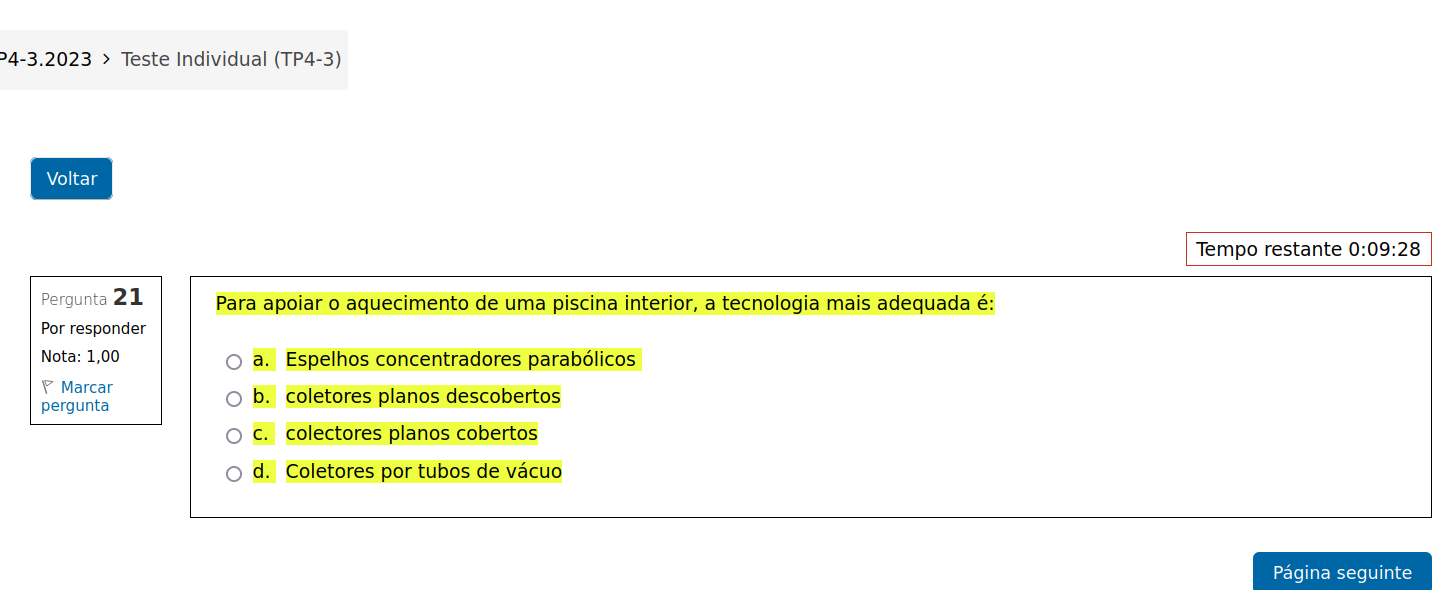 P4-3.2023 > Teste Individual (TP4-3)
Voltar
Tempo restante 0:09:28
Pergunta 21
Por responder
Nota: 1,00
Marcar
pergunta
Para apoiar o aquecimento de uma piscina interior, a tecnologia mais adequada é:
a. Espelhos concentradores parabólicos
b. coletores planos descobertos
c. colectores planos cobertos
d. Coletores por tubos de vácuo
Página seguinte